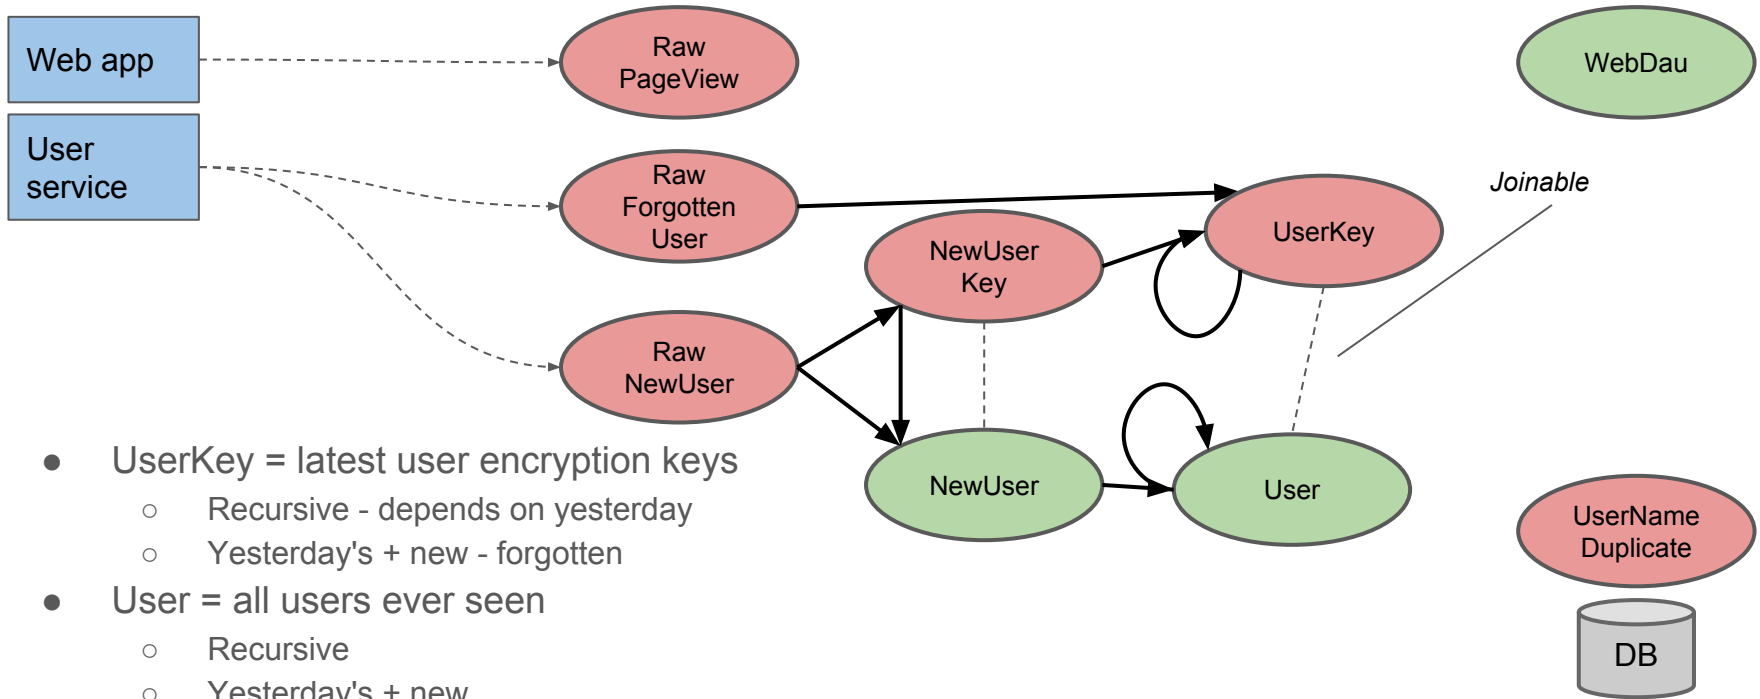 Web app
Raw
PageView
WebDau
User
service
Raw
Forgotten
User
Joinable
UserKey
NewUser
Key
Raw
NewUser
NewUser
User
UserName
Duplicate
DB
● UserKey = latest user encryption keys
○ Recursive - depends on yesterday
○ Yesterday's + new - forgotten
● User = all users ever seen
○ Recursive
○ Yesterday's + new